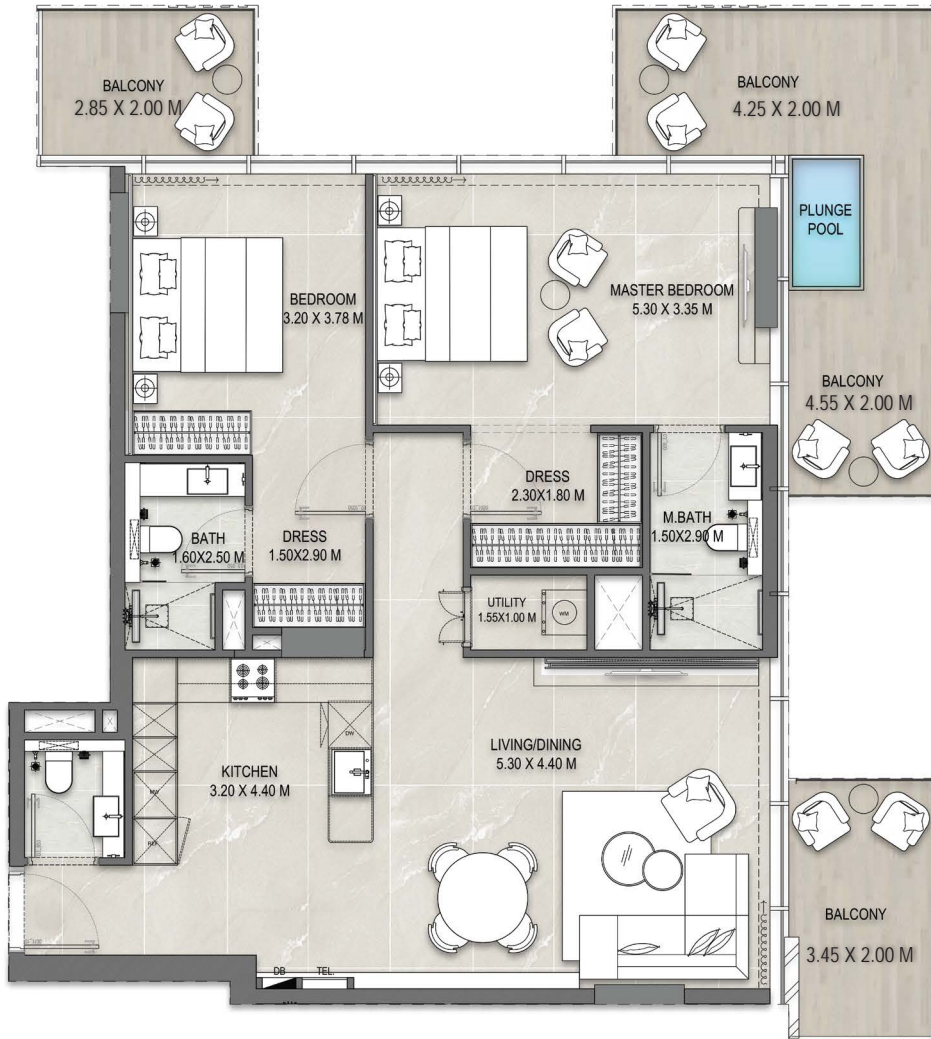 BALCONY
2.85 X 2.00 M
BALCONY
4.25 X 2.00 M
PLUNGE
POOL
BEDROOM
3.20 X 3.78 M
MASTER BEDROOM
5.30 X 3.35 M
BALCONY
4.55 X 2.00 M
DRESS
2.30X1.80 M
BATH
1.60X2.50 M
DRESS
1.50X2.90 M
M.BATH
1.50X2.90 M
UTILITY
1.55X1.00 M
WM
DW
KITCHEN
3.20 X 4.40 M
LIVING/DINING
5.30 X 4.40 M
MW
REF
BALCONY
3.45 X 2.00 M
DB
TEL.